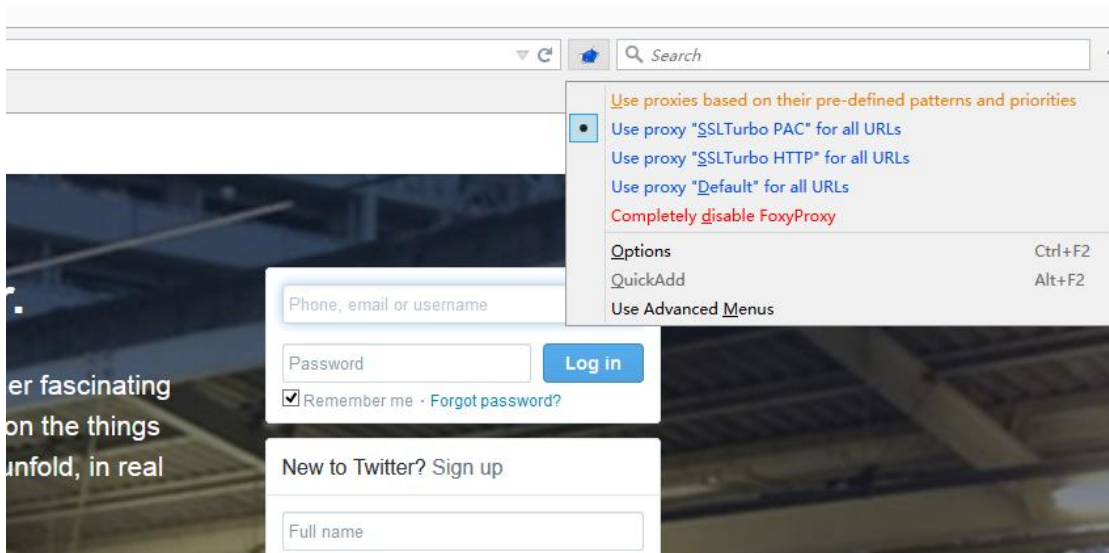 Search
Use proxies based on their pre-defined patterns and priorities
Use proxy "SSLTurbo PAC" for all URLs
Use proxy "SSLTurbo HTTP" for all URLs
Use proxy "Default" for all URLs
Completely disable FoxyProxy
Options Ctrl+F2
QuickAdd Alt+F2
Use Advanced Menus
r.
er fascinating
on the things
unfold, in real
Phone, email or username
Password
Log in
Remember me · Forgot password?
New to Twitter? Sign up
Full name